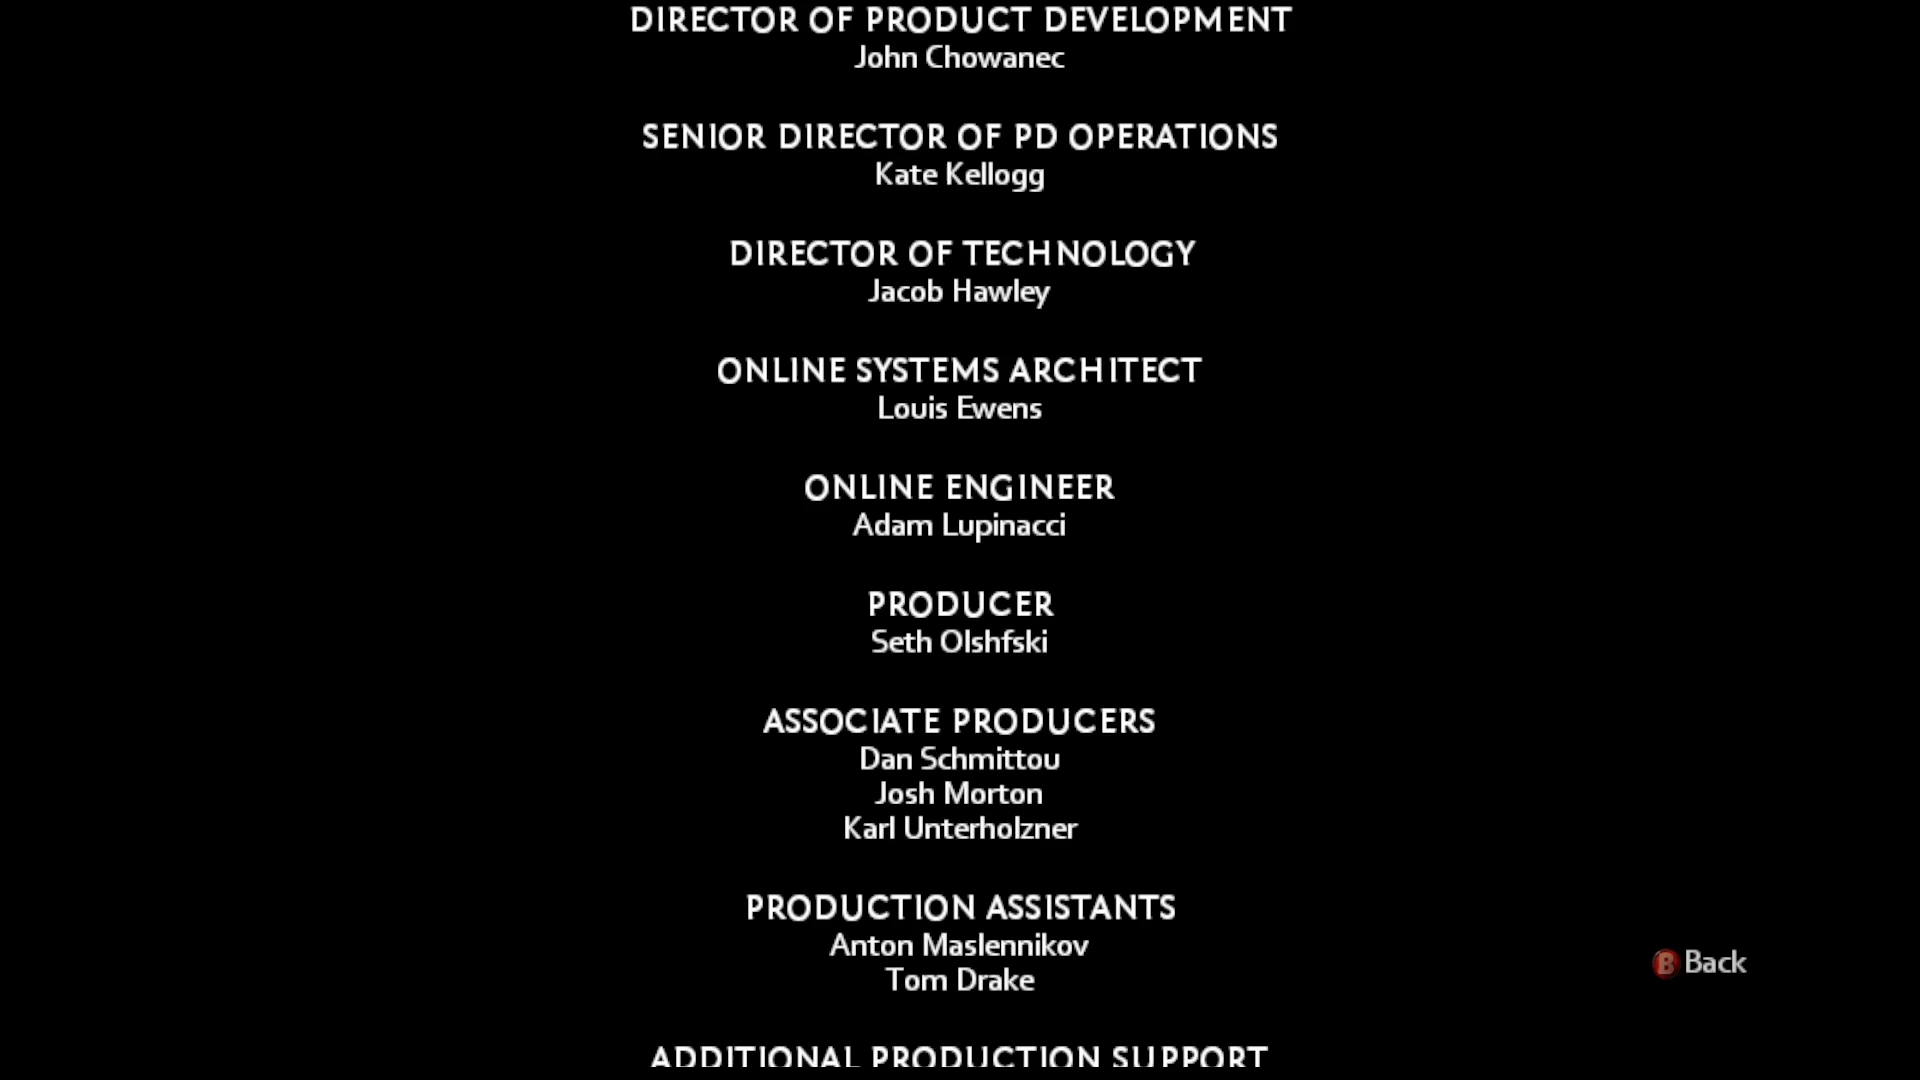 DIRECTOR OF PRODUCT DEVELOPMENT
John Chowanec
SENIOR DIRECTOR OF PD OPERATIONS
Kate Kellogg
DIRECTOR OF TECHNOLOGY
Jacob Hawley
ONLINE SYSTEMS ARCHITECT
Louis Ewens
ONLINE ENGINEER
Adam Lupinacci
PRODUCER
Seth Olshfski
ASSOCIATE PRODUCERS
Dan Schmittou
Josh Morton
Karl Unterholzner
PRODUCTION ASSISTANTS
Anton Maslennikov
Tom Drake
B Back
ADDITIONAL PRODUCTION SUPPORT